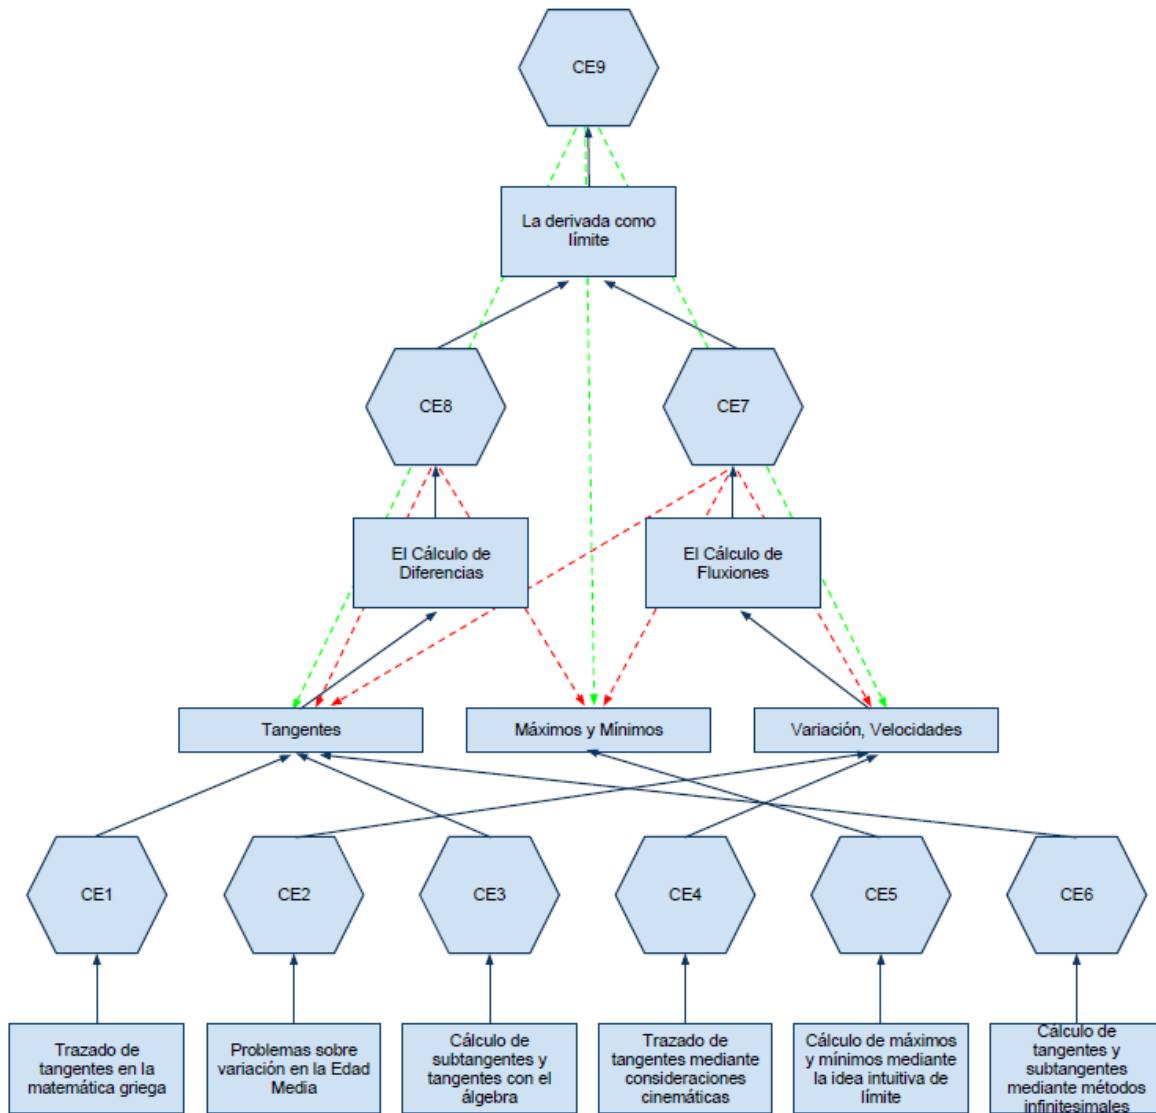 CE9
La derivada como
límite
CE8
CE7
El Cálculo de
Diferencias
El Cálculo de
Fluxiones
Tangentes
Máximos y Mínimos
Variación, Velocidades
CE1
CE2
CE3
CE4
CE5
CE6
Trazado de
tangentes en la
matemática griega
Problemas sobre
variación en la Edad
Media
Cálculo de
subtangentes y
tangentes con el
álgebra
Trazado de
tangentes mediante
consideraciones
cinemáticas
Cálculo de máximos
y mínimos mediante
la idea intuitiva de
límite
Cálculo de
tangentes y
subtangentes
mediante métodos
infinitesimales